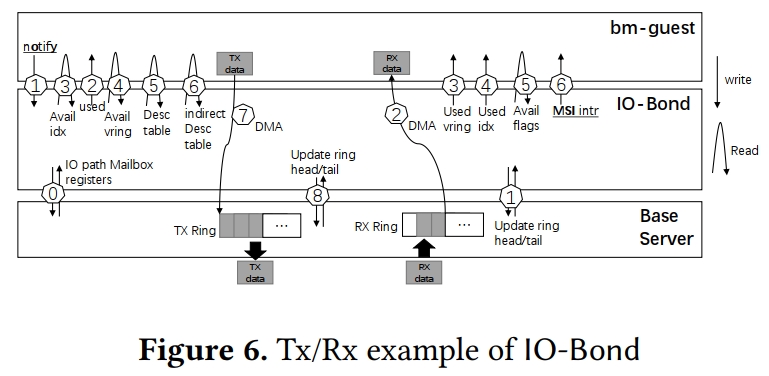 bm-guest
notify
TX
data
RX
data
1
3
2
4
5
6
3
4
5
6
write
IO-Bond
Avail
idx
used
Avail
vring
Desc
table
indirect
Desc
table
7
DMA
2
DMA
Used
vring
Used
idx
Avail
flags
MSI intr
Read
IO path Mailbox
registers
0
Update ring
head/tail
8
1
Update ring
head/tail
Base
Server
TX Ring
...
RX Ring
...
TX
data
RX
data
Figure 6. Tx/Rx example of IO-Bond